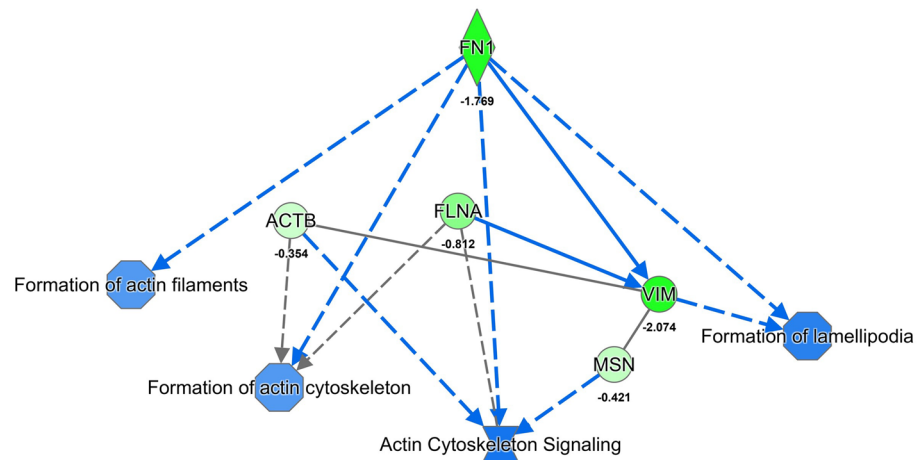 FN1
-1.769
FLNA
-0.812
ACTB
-0.354
Formation of actin filaments
VIM
-2.074
Formation of lamellipodia
MSN
-0.421
Formation of actin cytoskeleton
Actin Cytoskeleton Signaling